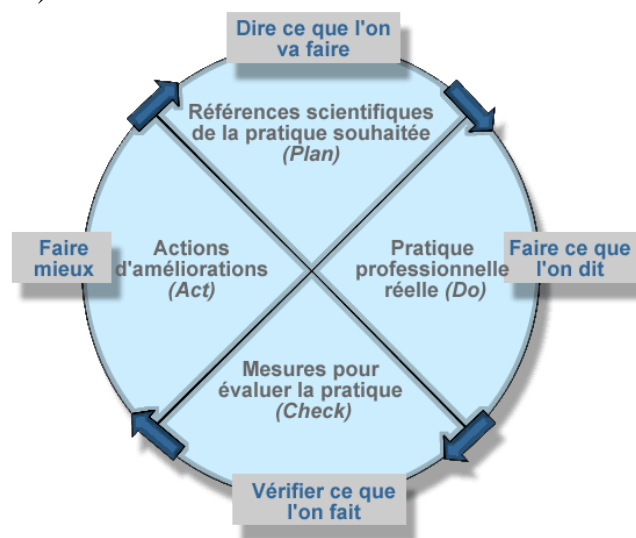 Dire ce que l'on
va faire
Références scientifiques
de la pratique souhaitée
(Plan)
Faire
mieux
Actions
d'améliorations
(Act)
Pratique
professionnelle
réelle (Do)
Faire ce que
l'on dit
Mesures pour
évaluer la pratique
(Check)
Vérifier ce que
l'on fait